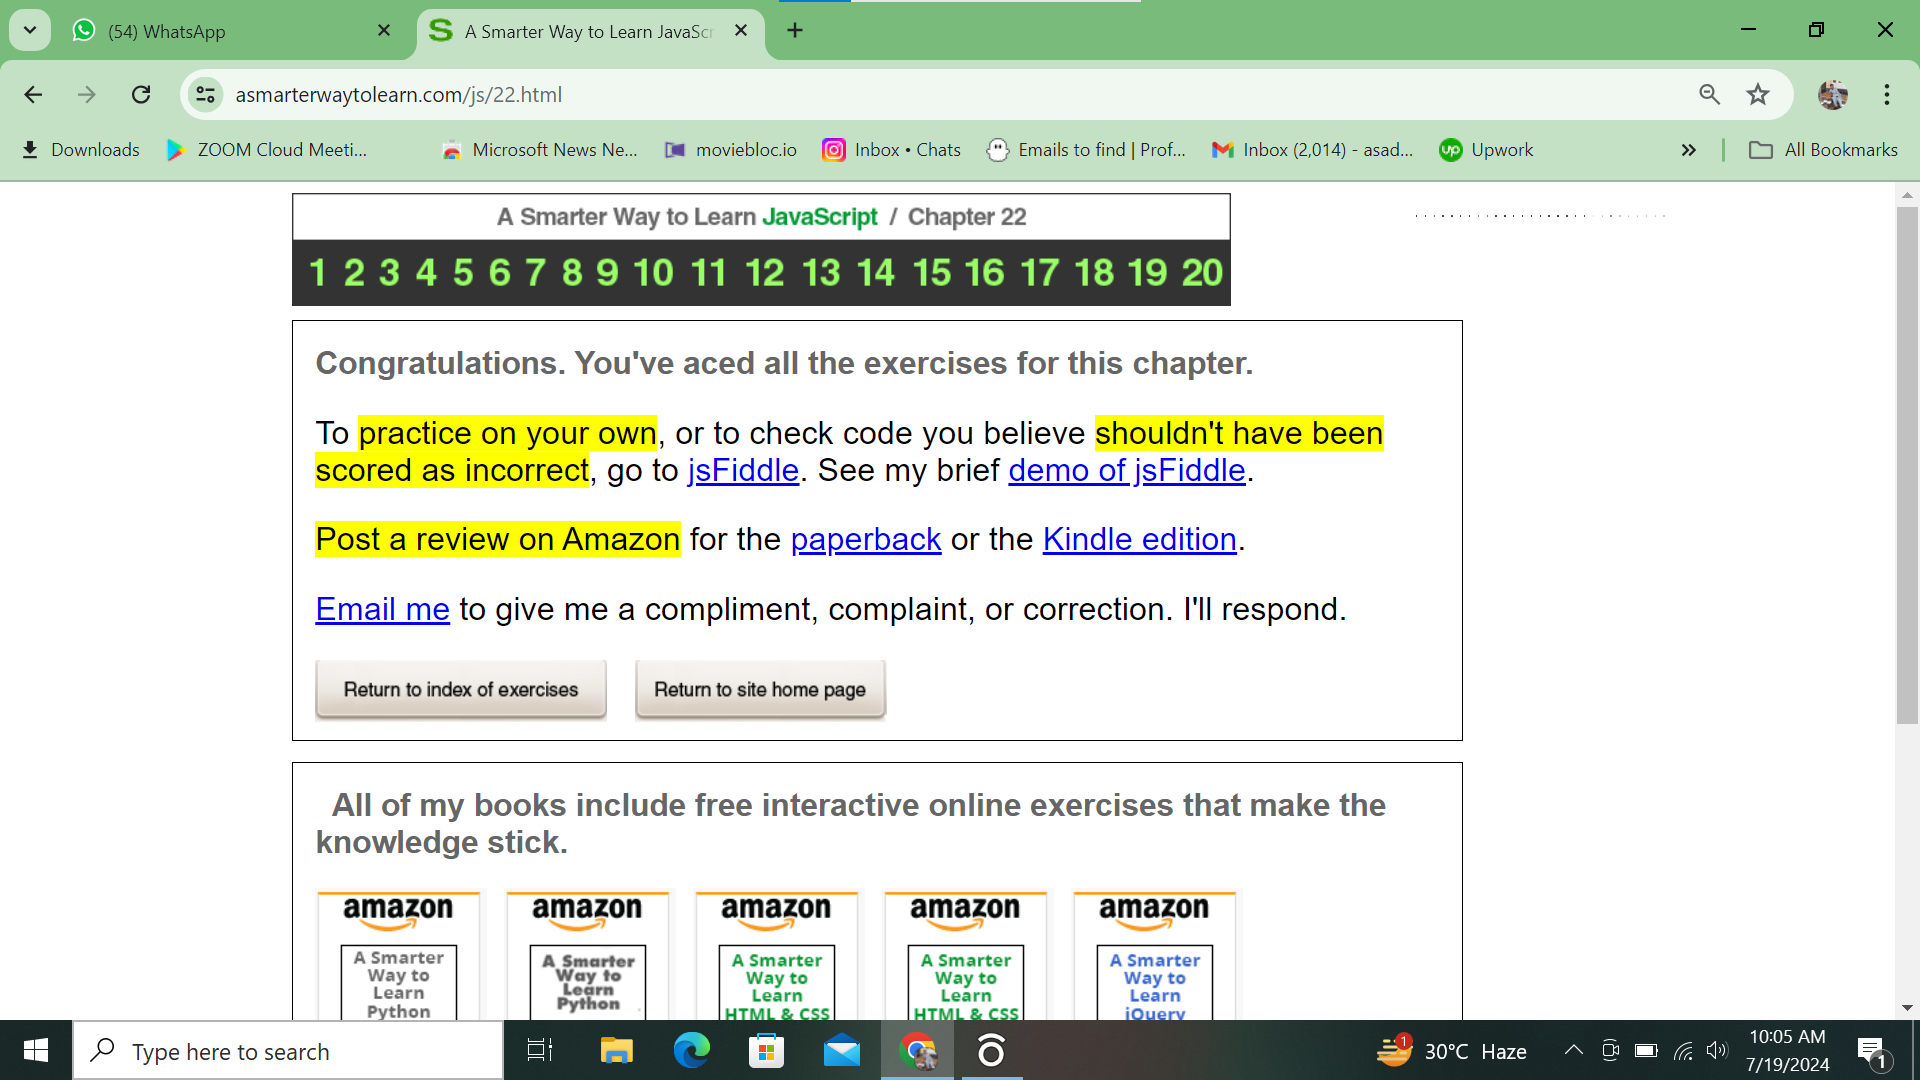 (54) WhatsApp
A Smarter Way to Learn JavaScr
asmarterwaytolearn.com/js/22.html
Downloads ZOOM Cloud Meeti... Microsoft News Ne... moviebloc.io Inbox • Chats Emails to find | Prof... Inbox (2,014) - asad... up Upwork » All Bookmarks
A Smarter Way to Learn JavaScript / Chapter 22
1 2 3 4 5 6 7 8 9 10 11 12 13 14 15 16 17 18 19 20
Congratulations. You've aced all the exercises for this chapter.
To practice on your own, or to check code you believe shouldn't have been
scored as incorrect, go to jsFiddle. See my brief demo of jsFiddle.
Post a review on Amazon for the paperback or the Kindle edition.
Email me to give me a compliment, complaint, or correction. I'll respond.
Return to index of exercises Return to site home page
All of my books include free interactive online exercises that make the
knowledge stick.
amazon amazon amazon amazon amazon
A Smarter
Way to
Learn
Python
A Smarter
Way to
Learn
Python
A Smarter
Way to
Learn
HTML & CSS
A Smarter
Way to
Learn
HTML & CSS
A Smarter
Way to
Learn
jQuery
Type here to search
1
30°C Haze
10:05 AM
7/19/2024
1